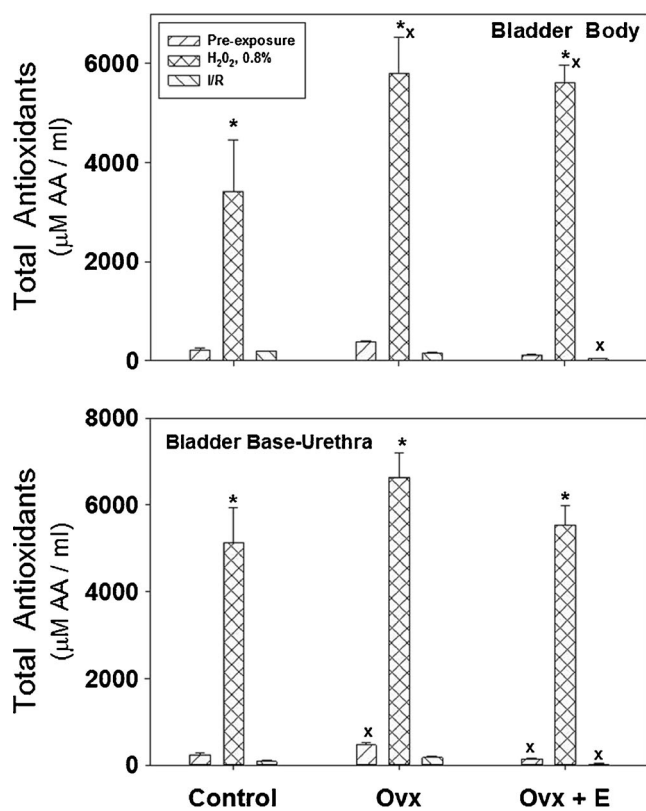 Bladder Body
Pre-exposure
H₂O₂, 0.8%
I/R
Total Antioxidants
(μM AA / ml)
6000
4000
2000
0
*
*x
*x
x
Bladder Base-Urethra
Total Antioxidants
(μM AA / ml)
8000
6000
4000
2000
0
*
*
*
x
x
x
Control
Ovx
Ovx + E